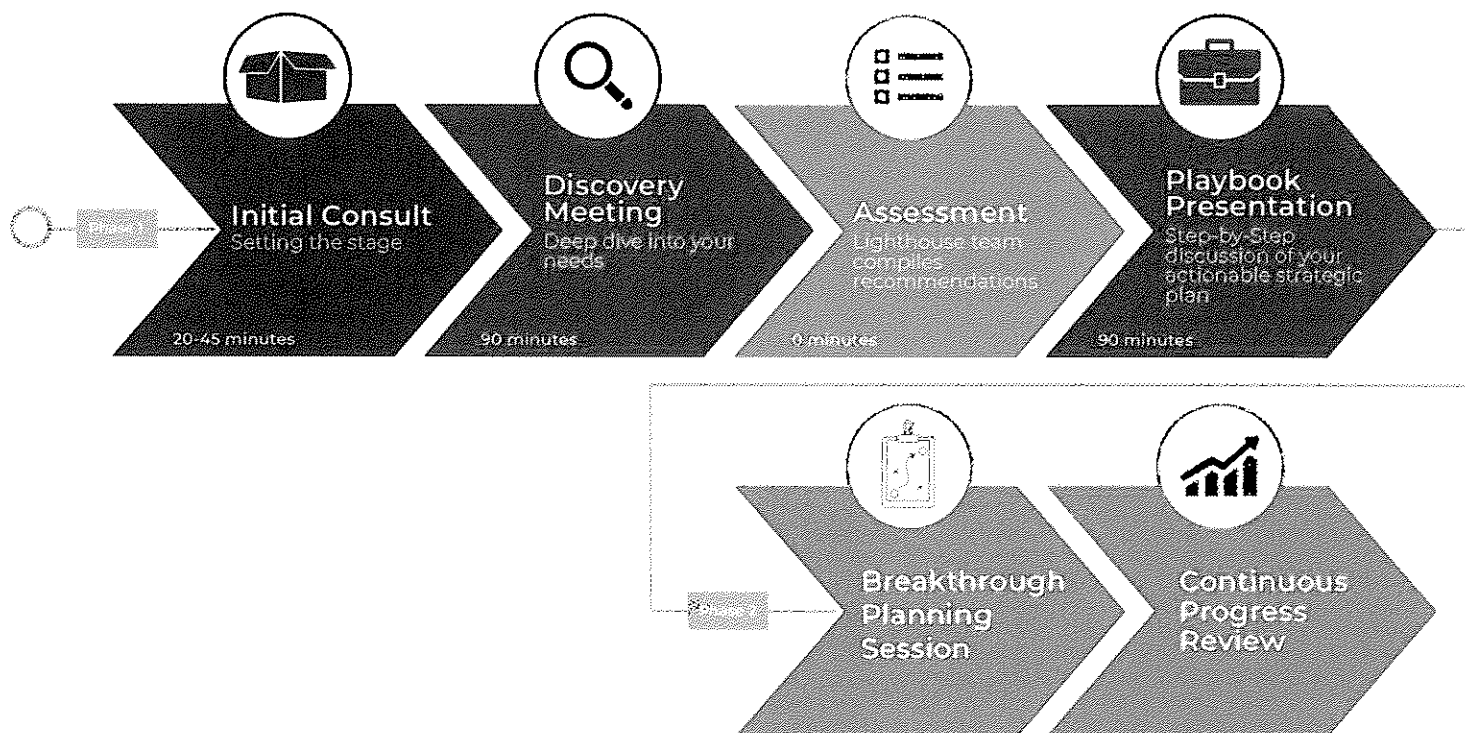 Phase 1
Initial Consult
Setting the stage
20-45 minutes
Discovery
Meeting
Deep dive into your
needs
90 minutes
Assessment
Lighthouse team
compiles
recommendations
0 minutes
Playbook
Presentation
Step-by-Step
discussion of your
actionable strategic
plan
90 minutes
Breakthrough
Planning
Session
Continuous
Progress
Review